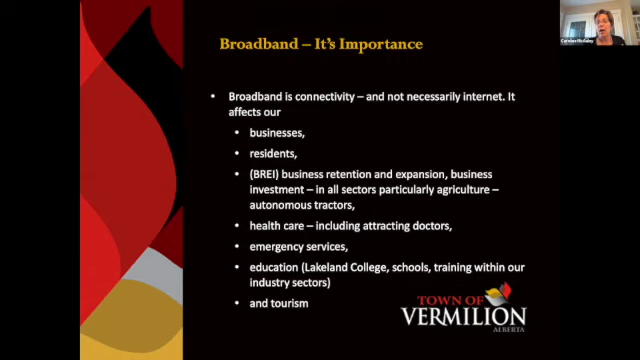 Broadband – It's Importance
• Broadband is connectivity – and not necessarily internet. It
affects our
• businesses,
• residents,
• (BREI) business retention and expansion, business
investment – in all sectors particularly agriculture –
autonomous tractors,
• health care – including attracting doctors,
• emergency services,
• education (Lakeland College, schools, training within our
industry sectors)
• and tourism
TOWN OF
VERMILION
ALBERTA